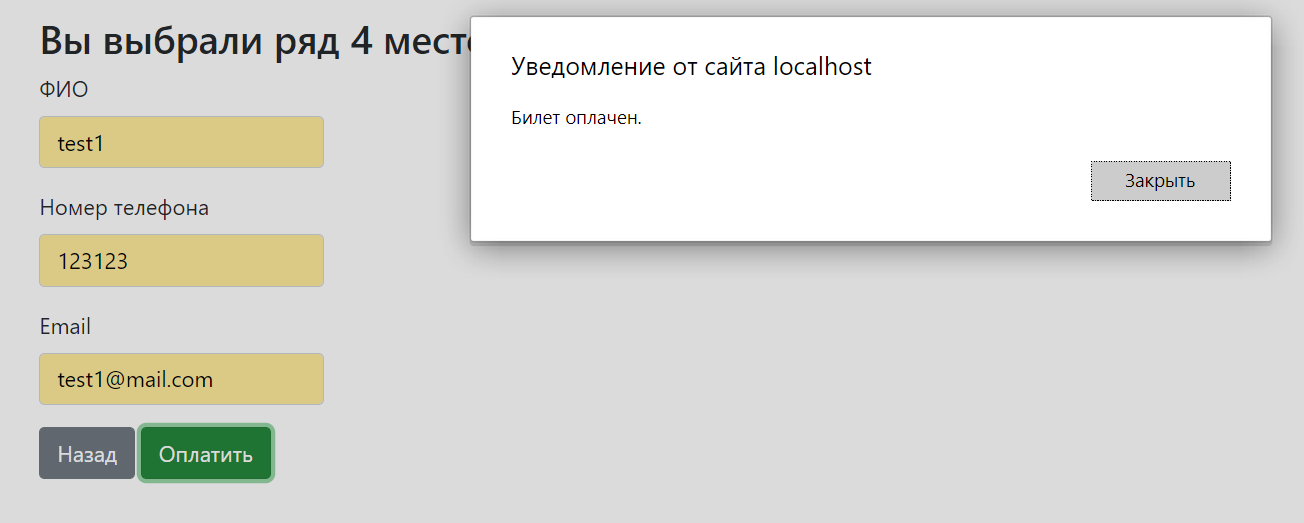 Вы выбрали ряд 4
ФИО
test1
Номер телефона
123123
Email
test1@mail.com
Назад Оплатить
Уведомление от сайта localhost
Билет оплачен.
Закрыть